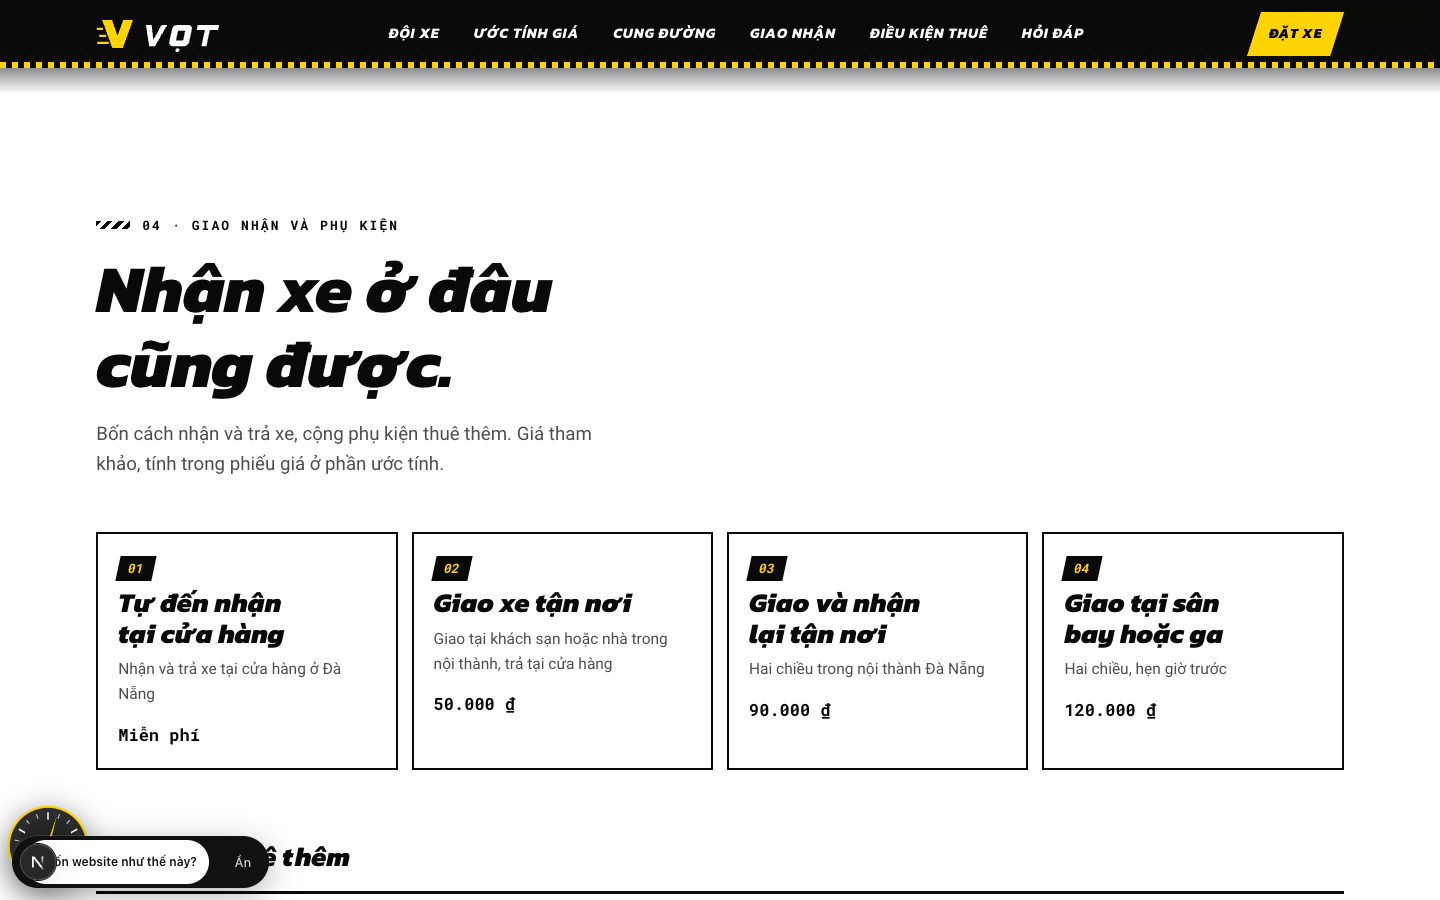 VỌT
ĐỘI XE
ƯỚC TÍNH GIÁ
CUNG ĐƯỜNG
GIAO NHẬN
ĐIỀU KIỆN THUÊ
HỎI ĐÁP
ĐẶT XE
04 · GIAO NHẬN VÀ PHỤ KIỆN
Nhận xe ở đâu
cũng được.
Bốn cách nhận và trả xe, cộng phụ kiện thuê thêm. Giá tham
khảo, tính trong phiếu giá ở phần ước tính.
01
Tự đến nhận
tại cửa hàng
Nhận và trả xe tại cửa hàng ở Đà
Nẵng
Miễn phí
02
Giao xe tận nơi
Giao tại khách sạn hoặc nhà trong
nội thành, trả tại cửa hàng
50.000 ₫
03
Giao và nhận
lại tận nơi
Hai chiều trong nội thành Đà Nẵng
90.000 ₫
04
Giao tại sân
bay hoặc ga
Hai chiều, hẹn giờ trước
120.000 ₫
thêm
N
website như thế này?
Ẩn